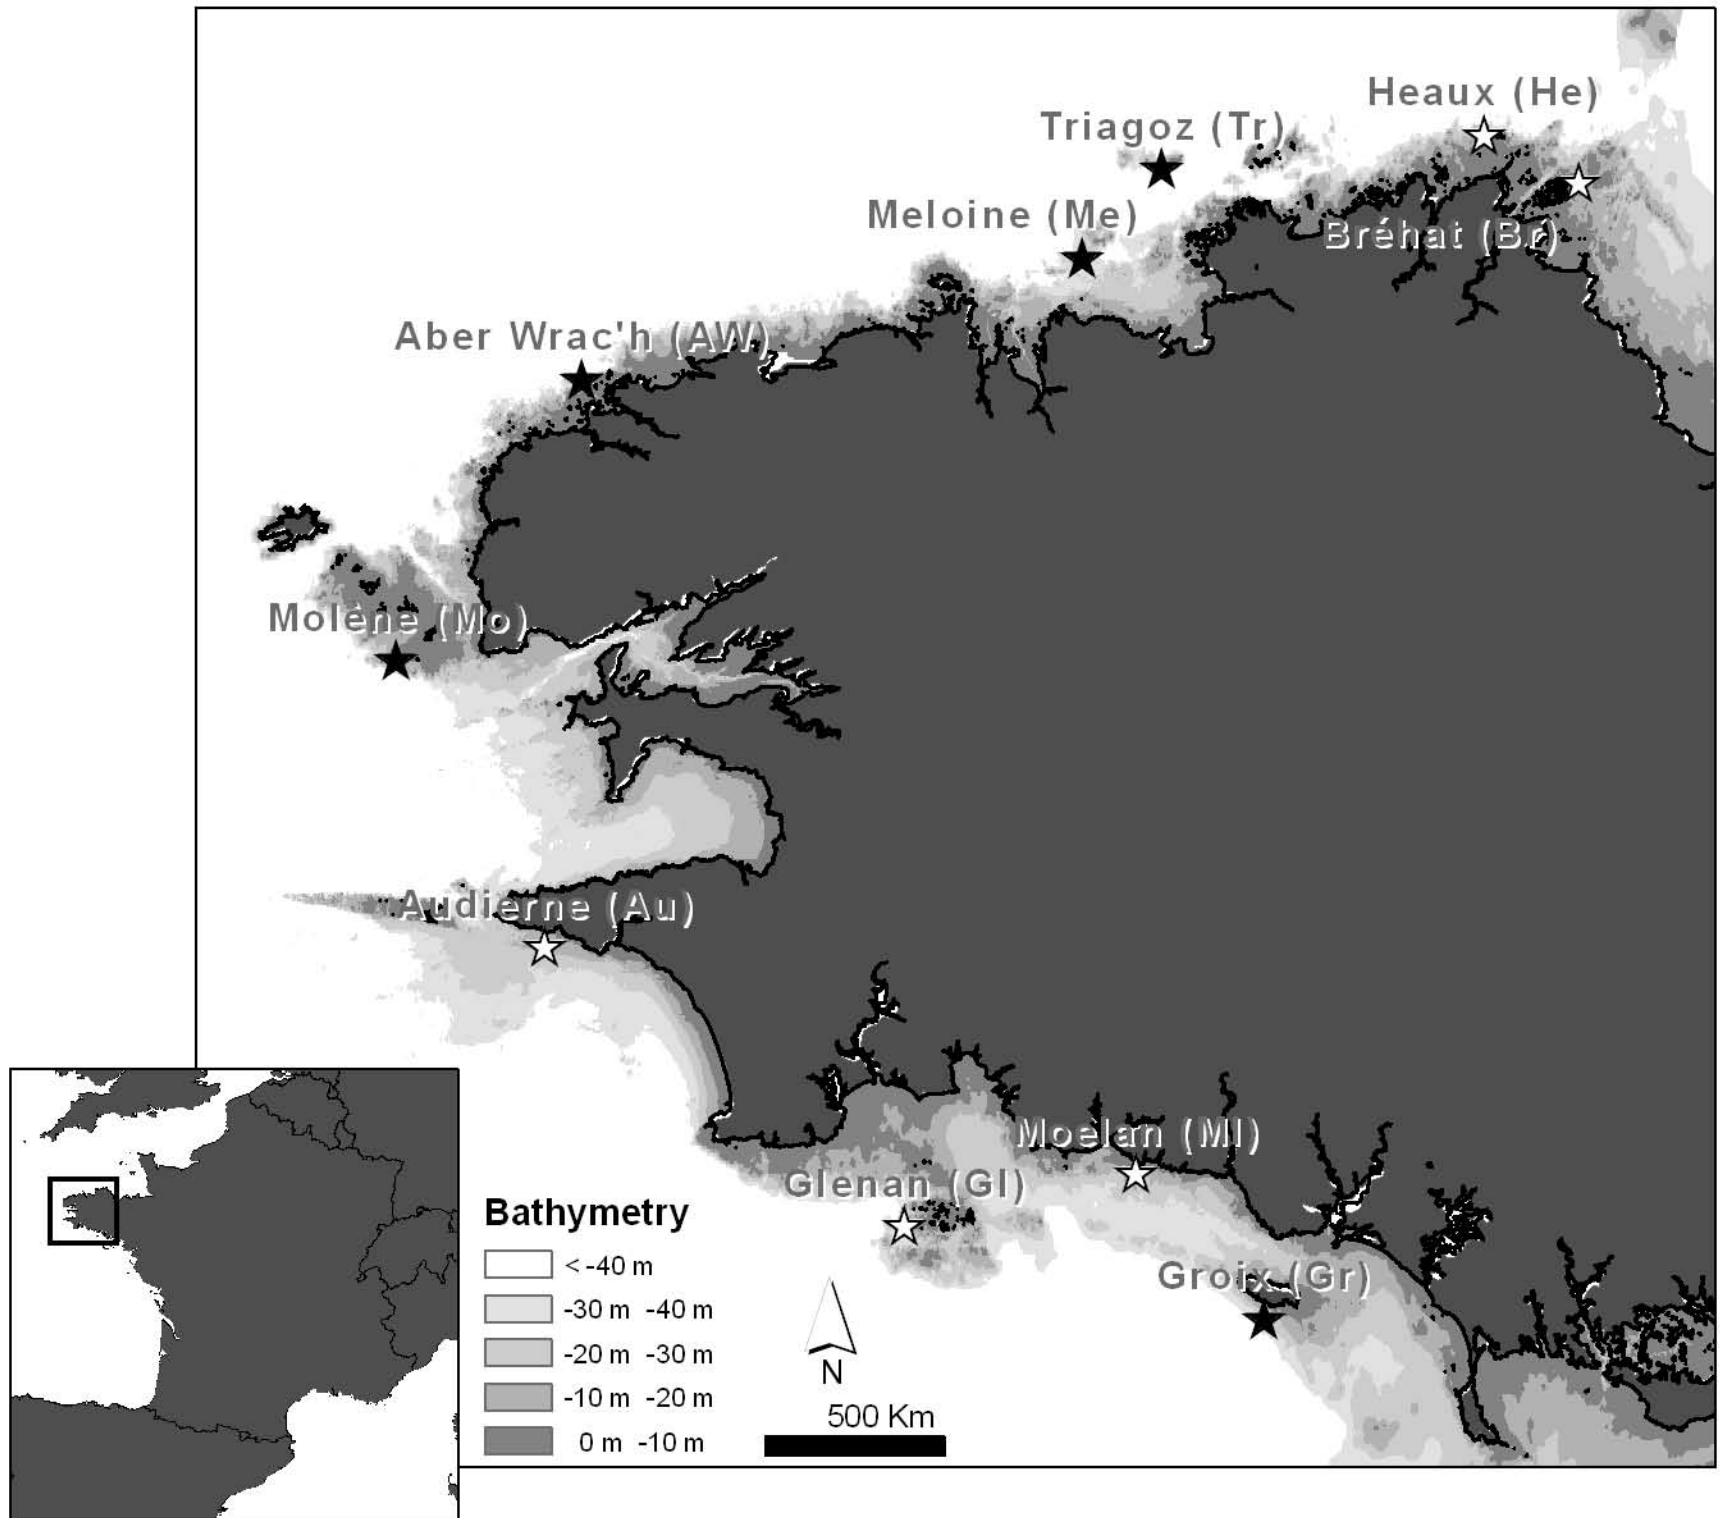 Heaux (He)
Triagoz (Tr)
Meloine (Me)
Bréhat (Br)
Aber Wrac'h (AW)
Moléne (Mo)
Audierne (Au)
Moelan (Ml)
Glenan (Gl)
Groix (Gr)
Bathymetry
< -40 m
-30 m -40 m
-20 m -30 m
-10 m -20 m
0 m -10 m
N
500 Km